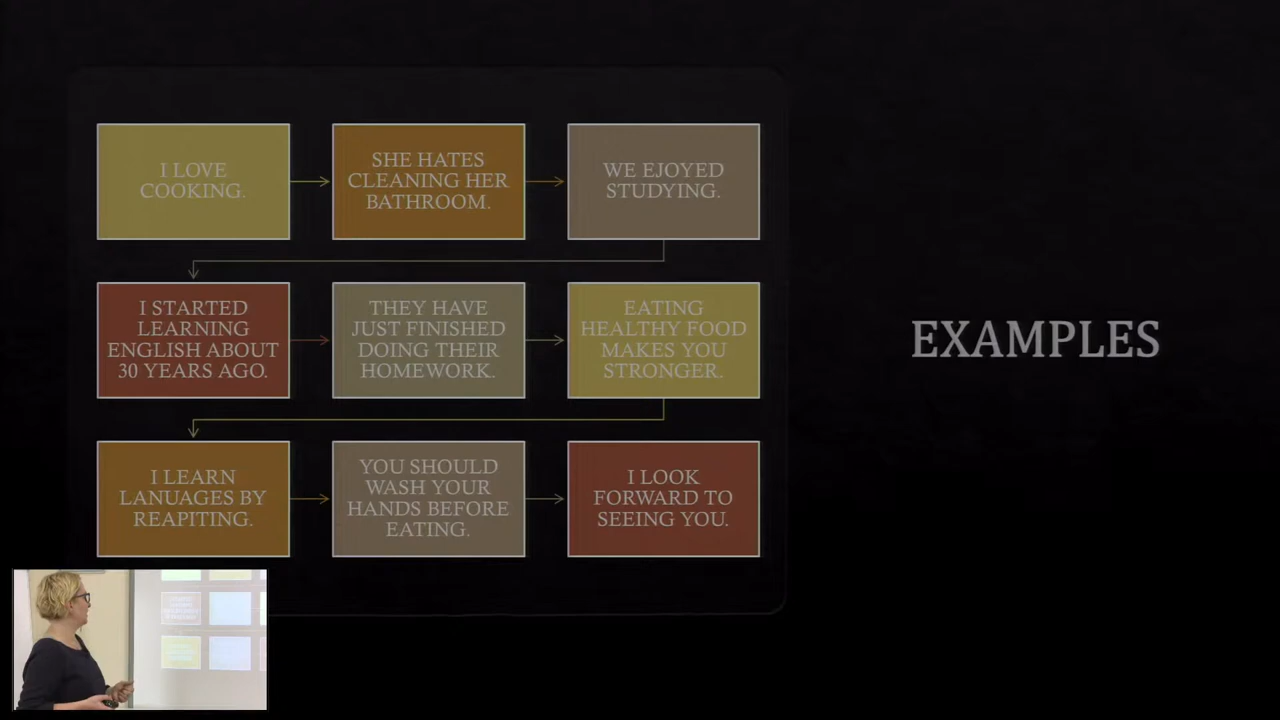 I LOVE
COOKING.
SHE HATES
CLEANING HER
BATHROOM.
WE EJOYED
STUDYING.
I STARTED
LEARNING
ENGLISH ABOUT
30 YEARS AGO.
THEY HAVE
JUST FINISHED
DOING THEIR
HOMEWORK.
EATING
HEALTHY FOOD
MAKES YOU
STRONGER.
I LEARN
LANUAGES BY
REAPITING.
YOU SHOULD
WASH YOUR
HANDS BEFORE
EATING.
I LOOK
FORWARD TO
SEEING YOU.
EXAMPLES